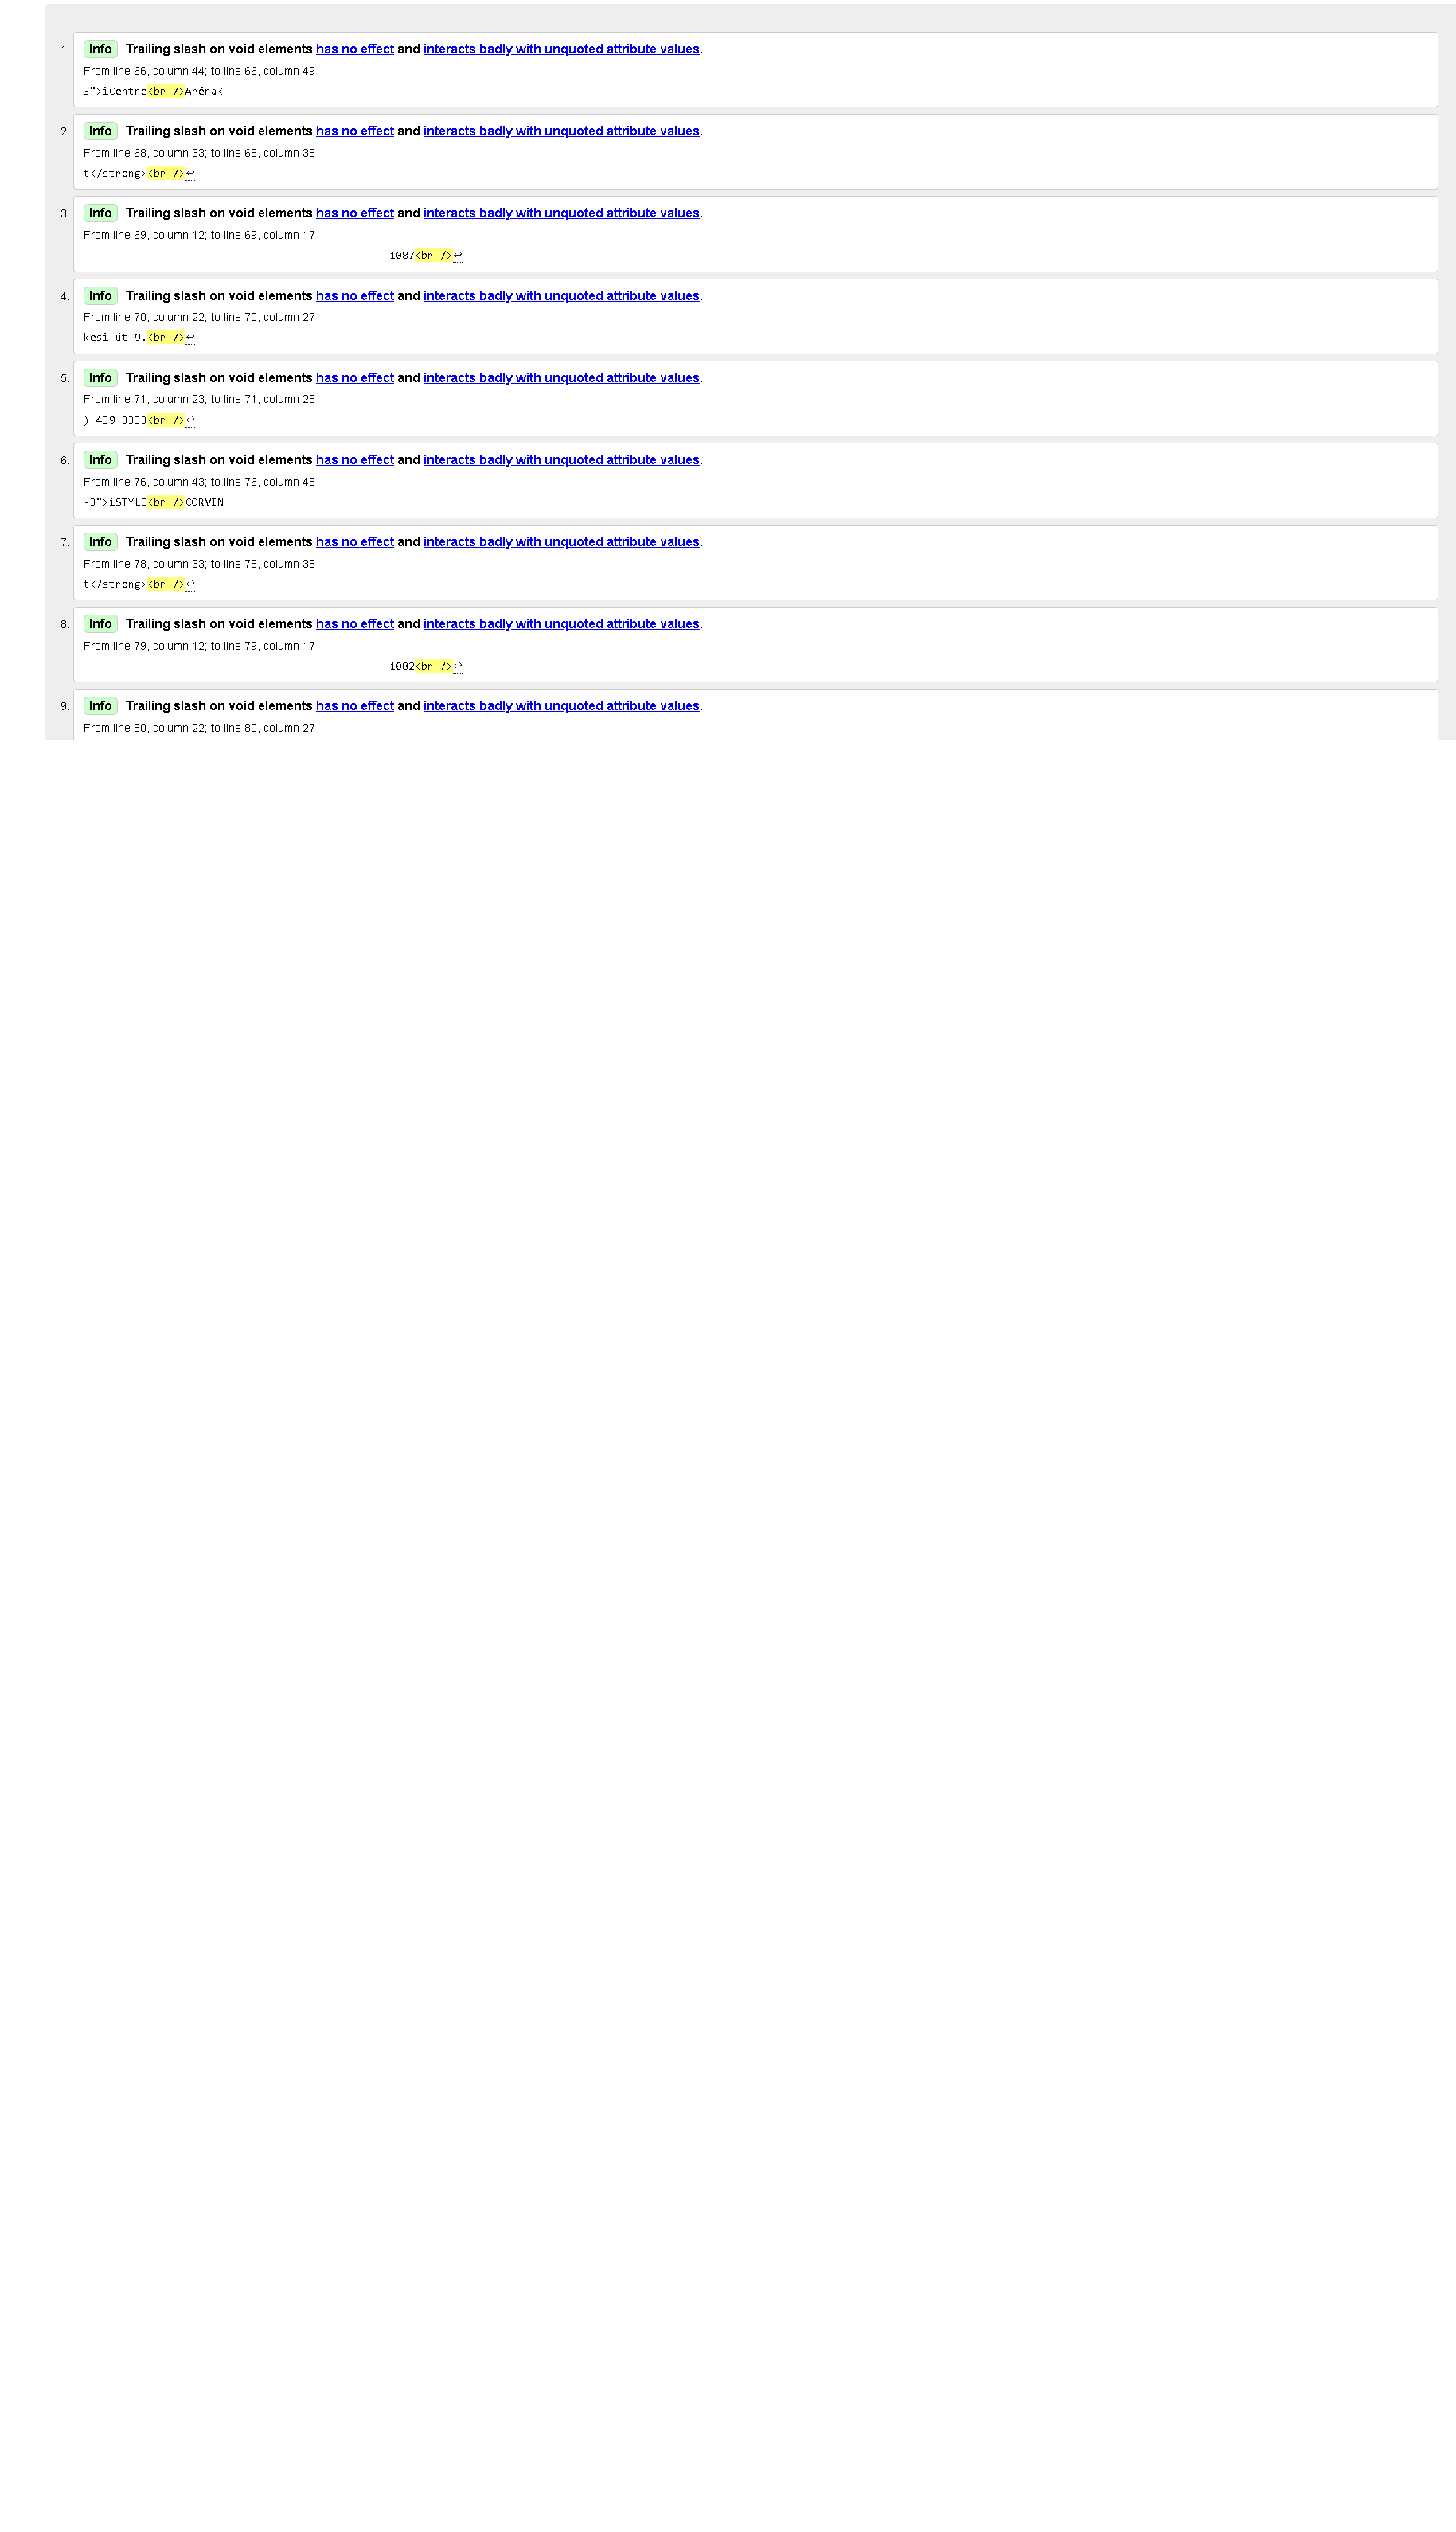 1. Info Trailing slash on void elements has no effect and interacts badly with unquoted attribute values.
From line 66, column 44; to line 66, column 49
3">iCentre<br />Aréna<
2. Info Trailing slash on void elements has no effect and interacts badly with unquoted attribute values.
From line 68, column 33; to line 68, column 38
t</strong><br />↩
3. Info Trailing slash on void elements has no effect and interacts badly with unquoted attribute values.
From line 69, column 12; to line 69, column 17
1087<br />↩
4. Info Trailing slash on void elements has no effect and interacts badly with unquoted attribute values.
From line 70, column 22; to line 70, column 27
kesi út 9.<br />↩
5. Info Trailing slash on void elements has no effect and interacts badly with unquoted attribute values.
From line 71, column 23; to line 71, column 28
) 439 3333<br />↩
6. Info Trailing slash on void elements has no effect and interacts badly with unquoted attribute values.
From line 76, column 43; to line 76, column 48
-3">iSTYLE<br />CORVIN
7. Info Trailing slash on void elements has no effect and interacts badly with unquoted attribute values.
From line 78, column 33; to line 78, column 38
t</strong><br />↩
8. Info Trailing slash on void elements has no effect and interacts badly with unquoted attribute values.
From line 79, column 12; to line 79, column 17
1082<br />↩
9. Info Trailing slash on void elements has no effect and interacts badly with unquoted attribute values.
From line 80, column 22; to line 80, column 27